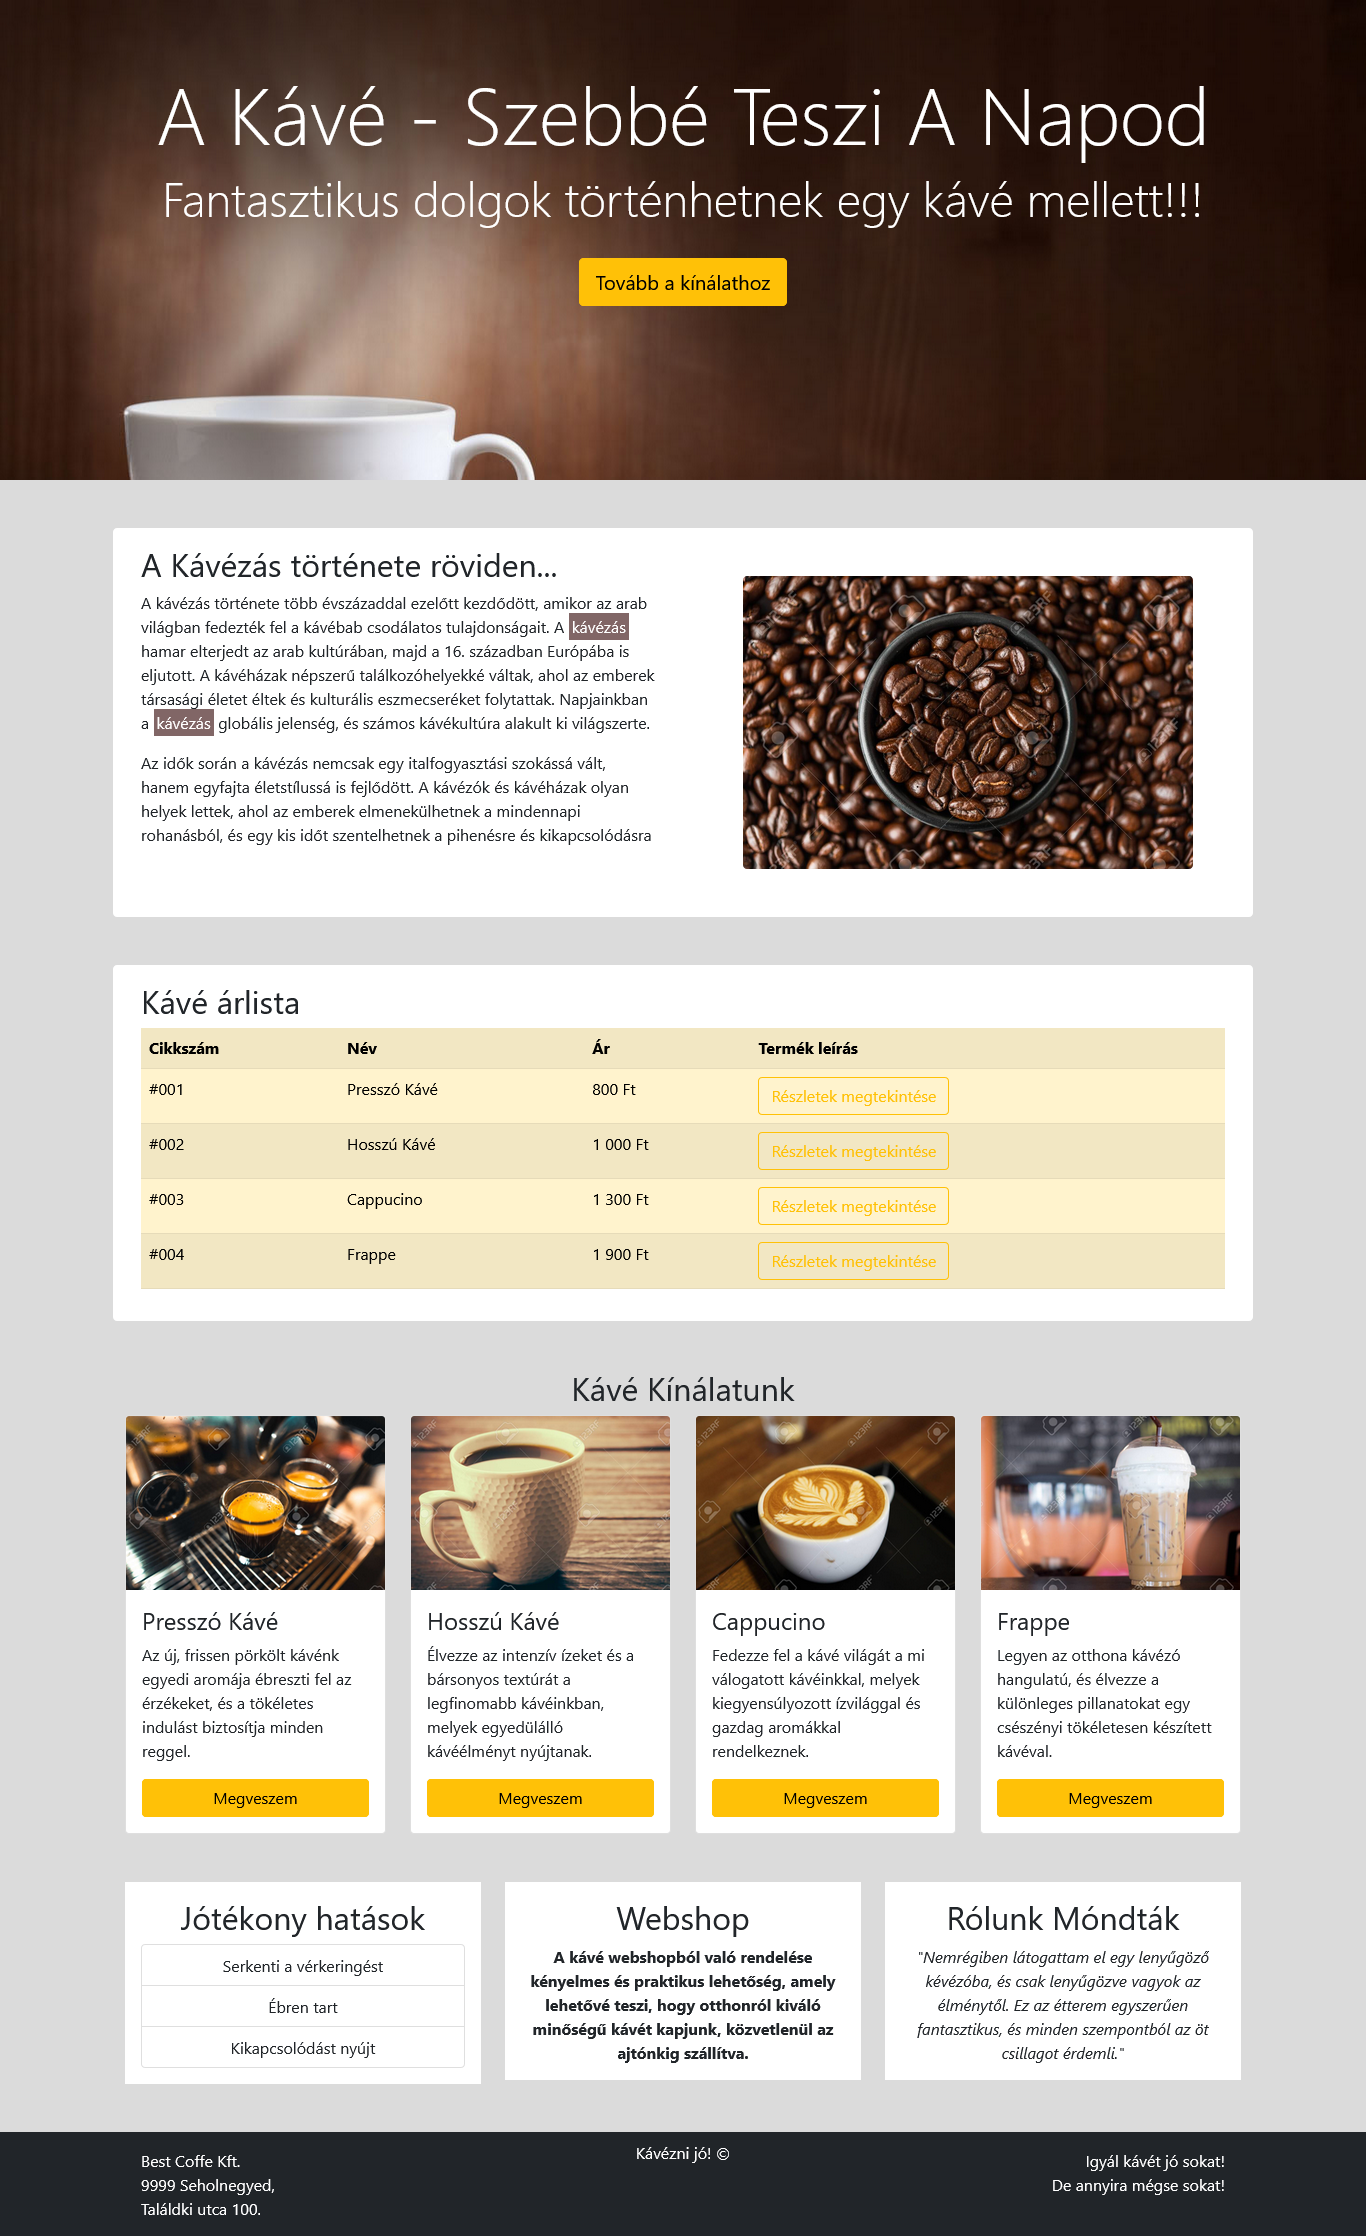 A Kávé - Szebbé Teszi A Napod
Fantasztikus dolgok történhetnek egy kávé mellett!!!
Tovább a kínálathoz
A Kávézás története röviden...
A kávézás története több évszázaddal ezelőtt kezdődött, amikor az arab
világban fedezték fel a kávébab csodálatos tulajdonságait. A kávézás
hamar elterjedt az arab kultúrában, majd a 16. században Európába is
eljutott. A kávéházak népszerű találkozóhelyekké váltak, ahol az emberek
társasági életet éltek és kulturális eszmecseréket folytattak. Napjainkban
a kávézás globális jelenség, és számos kávékultúra alakult ki világszerte.
Az idők során a kávézás nemcsak egy italfogyasztási szokássá vált,
hanem egyfajta életstílussá is fejlődött. A kávézók és kávéházak olyan
helyek lettek, ahol az emberek elmenekülhetnek a mindennapi
rohanásból, és egy kis időt szentelhetnek a pihenésre és kikapcsolódásra
Kávé árlista
Cikkszám Név Ár Termék leírás
#001 Presszó Kávé 800 Ft Részletek megtekintése
#002 Hosszú Kávé 1 000 Ft Részletek megtekintése
#003 Cappucino 1 300 Ft Részletek megtekintése
#004 Frappe 1 900 Ft Részletek megtekintése
Kávé Kínálatunk
Presszó Kávé
Az új, frissen pörkölt kávénk
egyedi aromája ébreszti fel az
érzékeket, és a tökéletes
indulást biztosítja minden
reggel.
Megveszem
Hosszú Kávé
Élvezze az intenzív ízeket és a
bársonyos textúrát a
legfinomabb kávéinkban,
melyek egyedülálló
kávéélményt nyújtanak.
Megveszem
Cappucino
Fedezze fel a kávé világát a mi
válogatott kávéinkkal, melyek
kiegyensúlyozott ízvilággal és
gazdag aromákkal
rendelkeznek.
Megveszem
Frappe
Legyen az otthona kávézó
hangulatú, és élvezze a
különleges pillanatokat egy
csészényi tökéletesen készített
kávéval.
Megveszem
Jótékony hatások
Serkenti a vérkeringést
Ébren tart
Kikapcsolódást nyújt
Webshop
A kávé webshopból való rendelése
kényelmes és praktikus lehetőség, amely
lehetővé teszi, hogy otthonról kiváló
minőségű kávét kapjunk, közvetlenül az
ajtónkig szállítva.
Rólunk Móndták
"Nemrégiben látogattam el egy lenyűgöző
kévézóba, és csak lenyűgözve vagyok az
élménytől. Ez az étterem egyszerűen
fantasztikus, és minden szempontból az öt
csillagot érdemli."
Best Coffe Kft.
9999 Seholnegyed,
Találdki utca 100.
Kávézni jó! ©
Igyál kávét jó sokat!
De annyira mégse sokat!